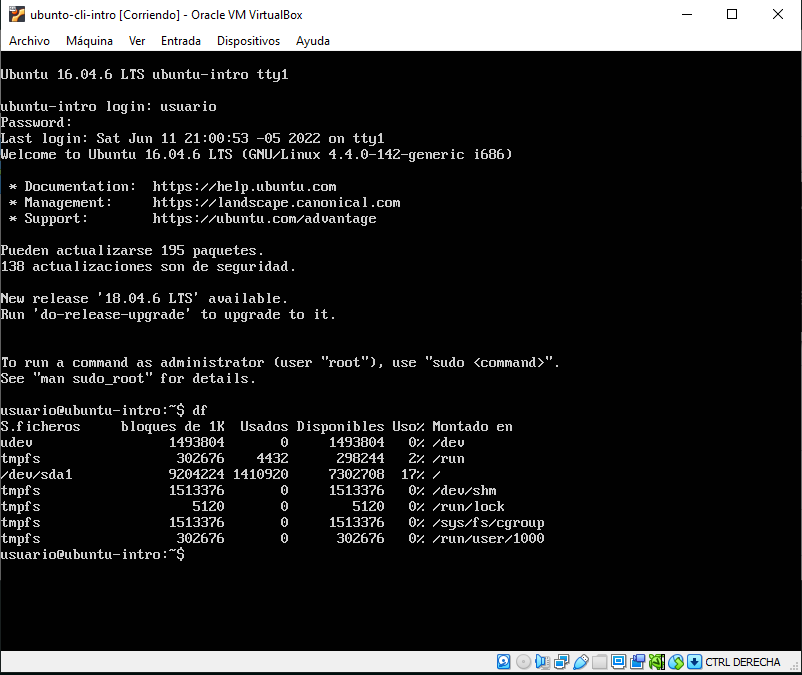 ubunto-cli-intro [Corriendo] - Oracle VM VirtualBox
Archivo Máquina Ver Entrada Dispositivos Ayuda
Ubuntu 16.04.6 LTS ubuntu-intro tty1
ubuntu-intro login: usuario
Password:
Last login: Sat Jun 11 21:00:53 -05 2022 on tty1
Welcome to Ubuntu 16.04.6 LTS (GNU/Linux 4.4.0-142-generic i686)
* Documentation:  https://help.ubuntu.com
* Management:     https://landscape.canonical.com
* Support:        https://ubuntu.com/advantage
Pueden actualizarse 195 paquetes.
138 actualizaciones son de seguridad.
New release '18.04.6 LTS' available.
Run 'do-release-upgrade' to upgrade to it.
To run a command as administrator (user "root"), use "sudo <command>".
See "man sudo_root" for details.
usuario@ubuntu-intro:~$ df
S.ficheros     bloques de 1K  Usados Disponibles Uso% Montado en
udev                 1493804       0     1493804   0% /dev
tmpfs                 302676    4432      298244   2% /run
/dev/sda1            9204224 1410920     7302708  17% /
tmpfs                1513376       0     1513376   0% /dev/shm
tmpfs                   5120       0        5120   0% /run/lock
tmpfs                1513376       0     1513376   0% /sys/fs/cgroup
tmpfs                 302676       0      302676   0% /run/user/1000
usuario@ubuntu-intro:~$
CTRL DERECHA